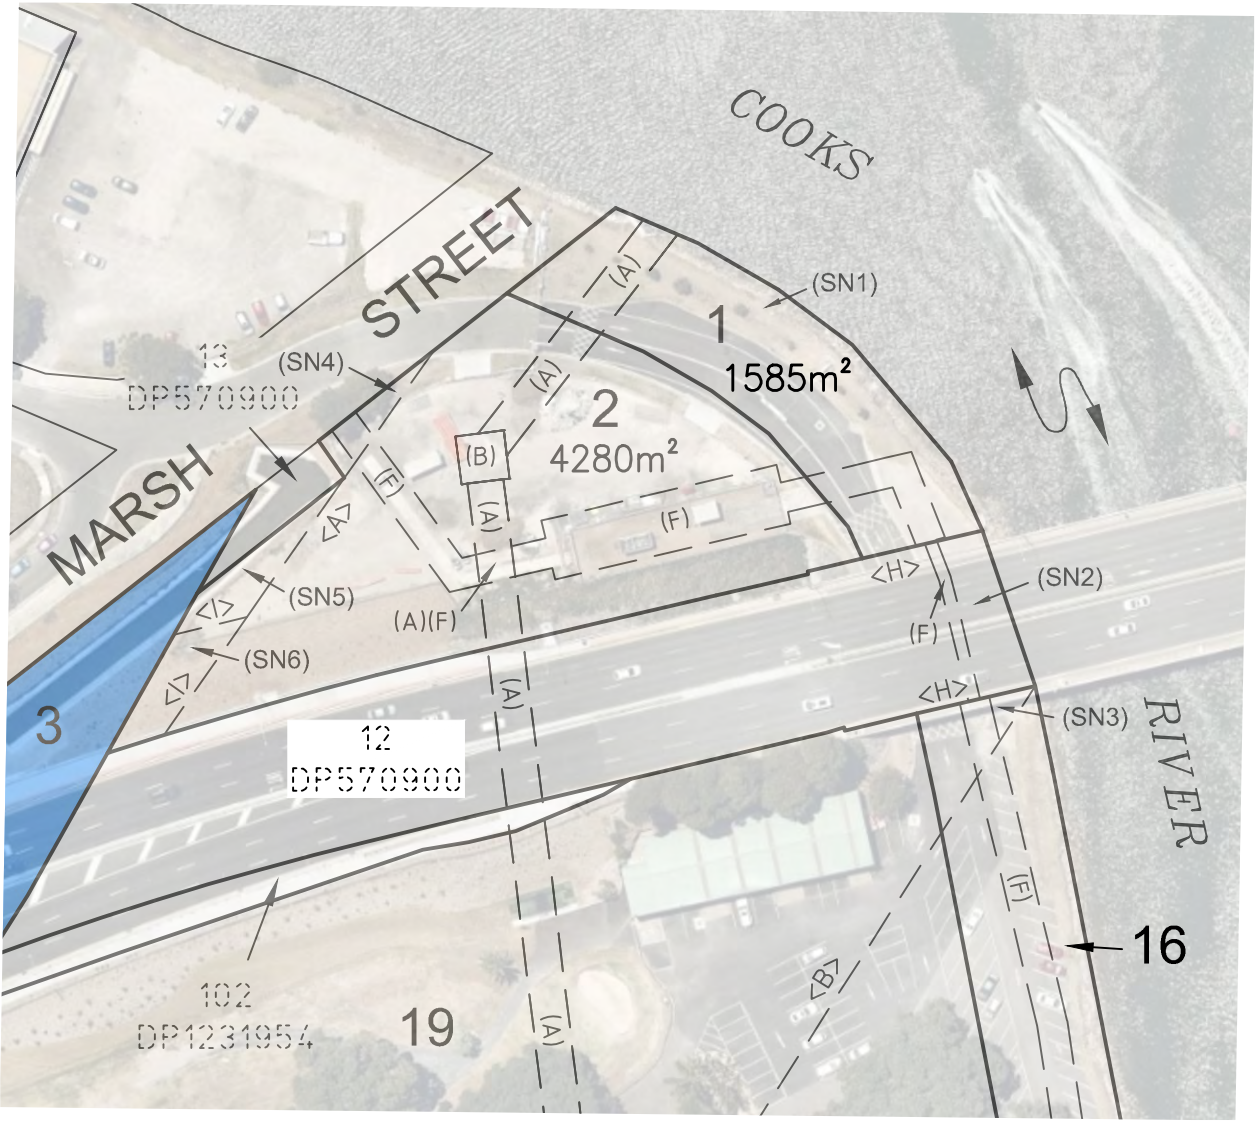 COOKS
STREET
(A)
(SN1)
1
1585m²
13
DP570900
(SN4)
(A)
2
4280m²
MARSH
(B)
(F)
(A)
(F)
<A>
<H>
(SN2)
(SN5)
<I>
(A)(F)
(F)
(SN6)
<I>
(A)
<H>
(SN3)
RIVER
3
12
DP570900
(F)
16
<B>
102
DP1231954
19
(A)